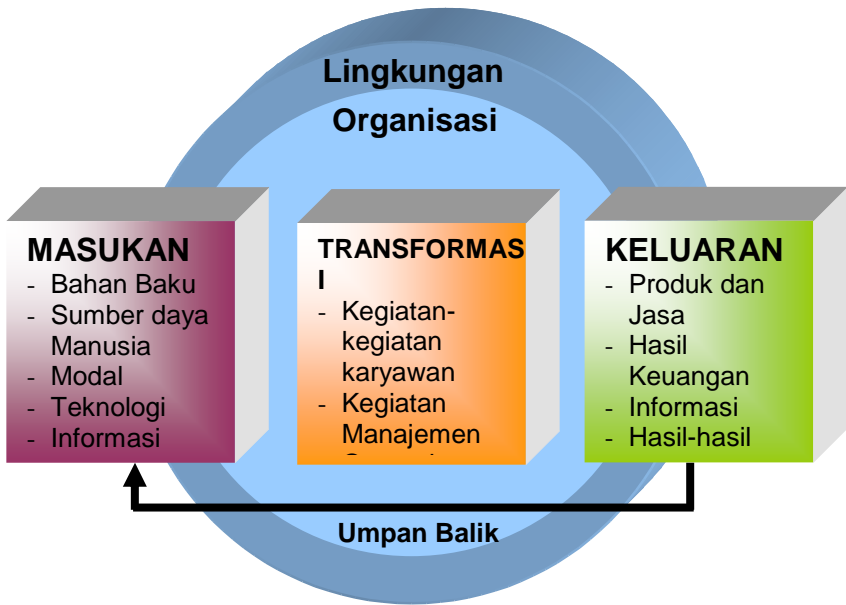 Lingkungan
Organisasi
MASUKAN
- Bahan Baku
- Sumber daya
Manusia
- Modal
- Teknologi
- Informasi
TRANSFORMAS
I
- Kegiatan-
kegiatan
karyawan
- Kegiatan
Manajemen
KELUARAN
- Produk dan
Jasa
- Hasil
Keuangan
- Informasi
- Hasil-hasil
Umpan Balik